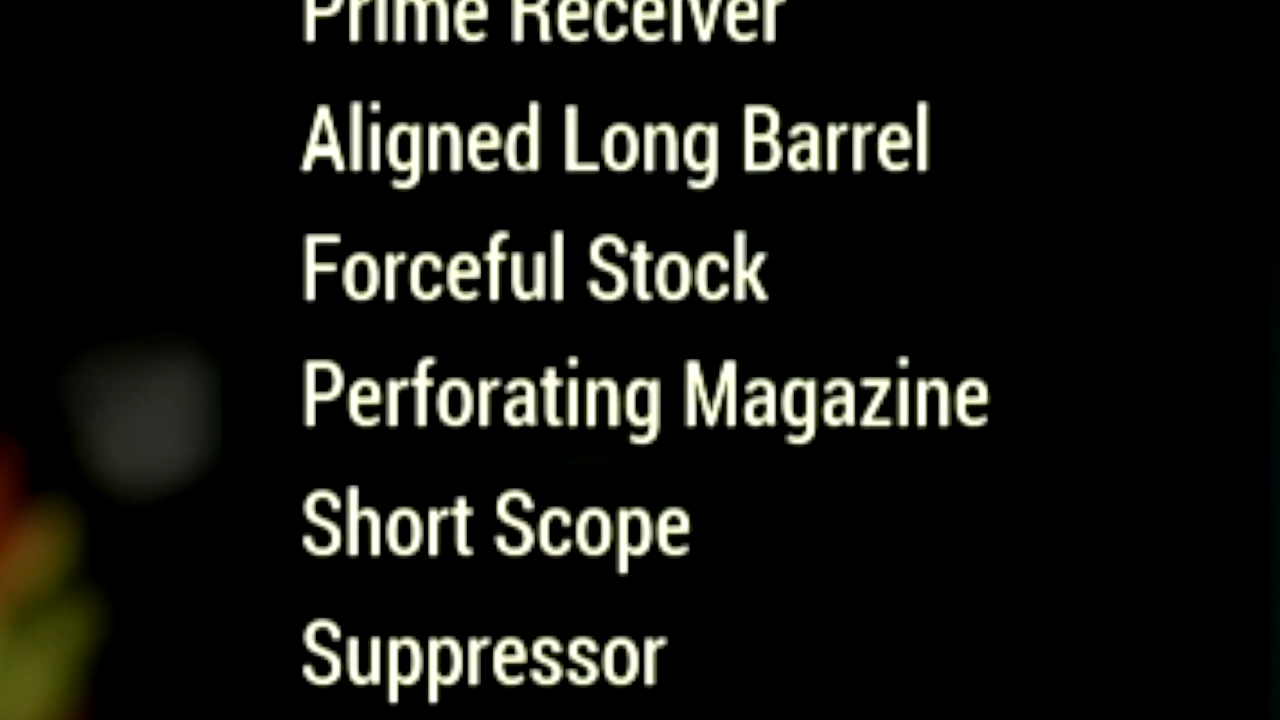 Prime Receiver
Aligned Long Barrel
Forceful Stock
Perforating Magazine
Short Scope
Suppressor